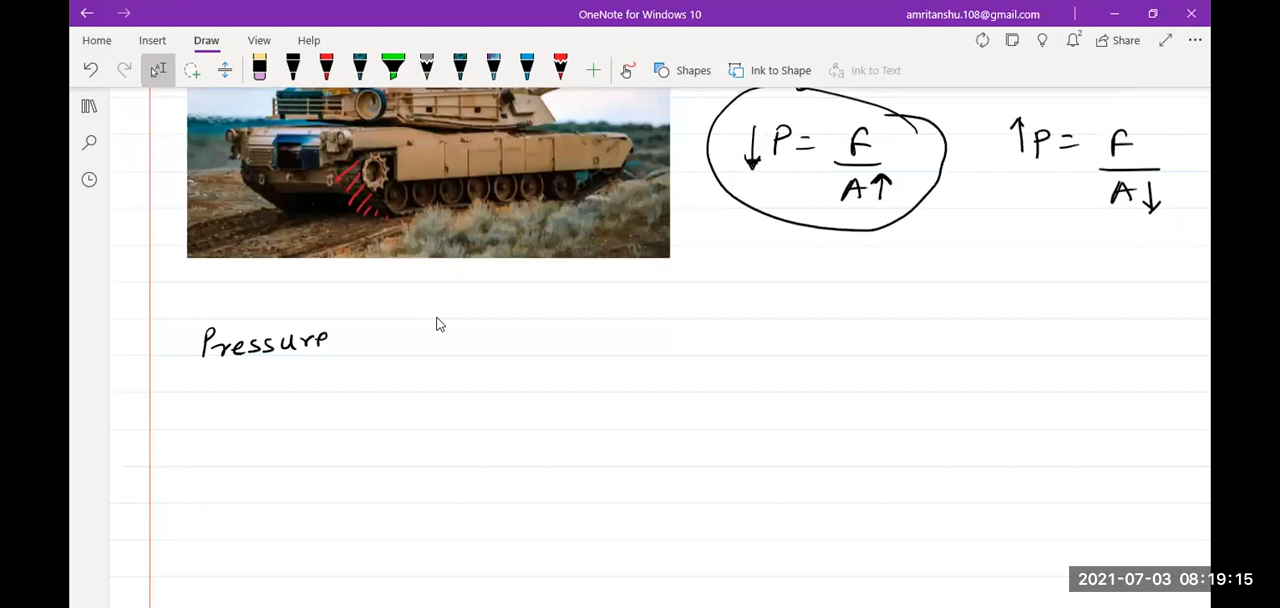 OneNote for Windows 10
amritanshu.108@gmail.com
Home Insert Draw View Help
2
Share
Shapes
Ink to Shape
Ink to Text
↓ P = F / A↑
↑ P = F / A↓
Pressure
2021-07-03 08:19:15